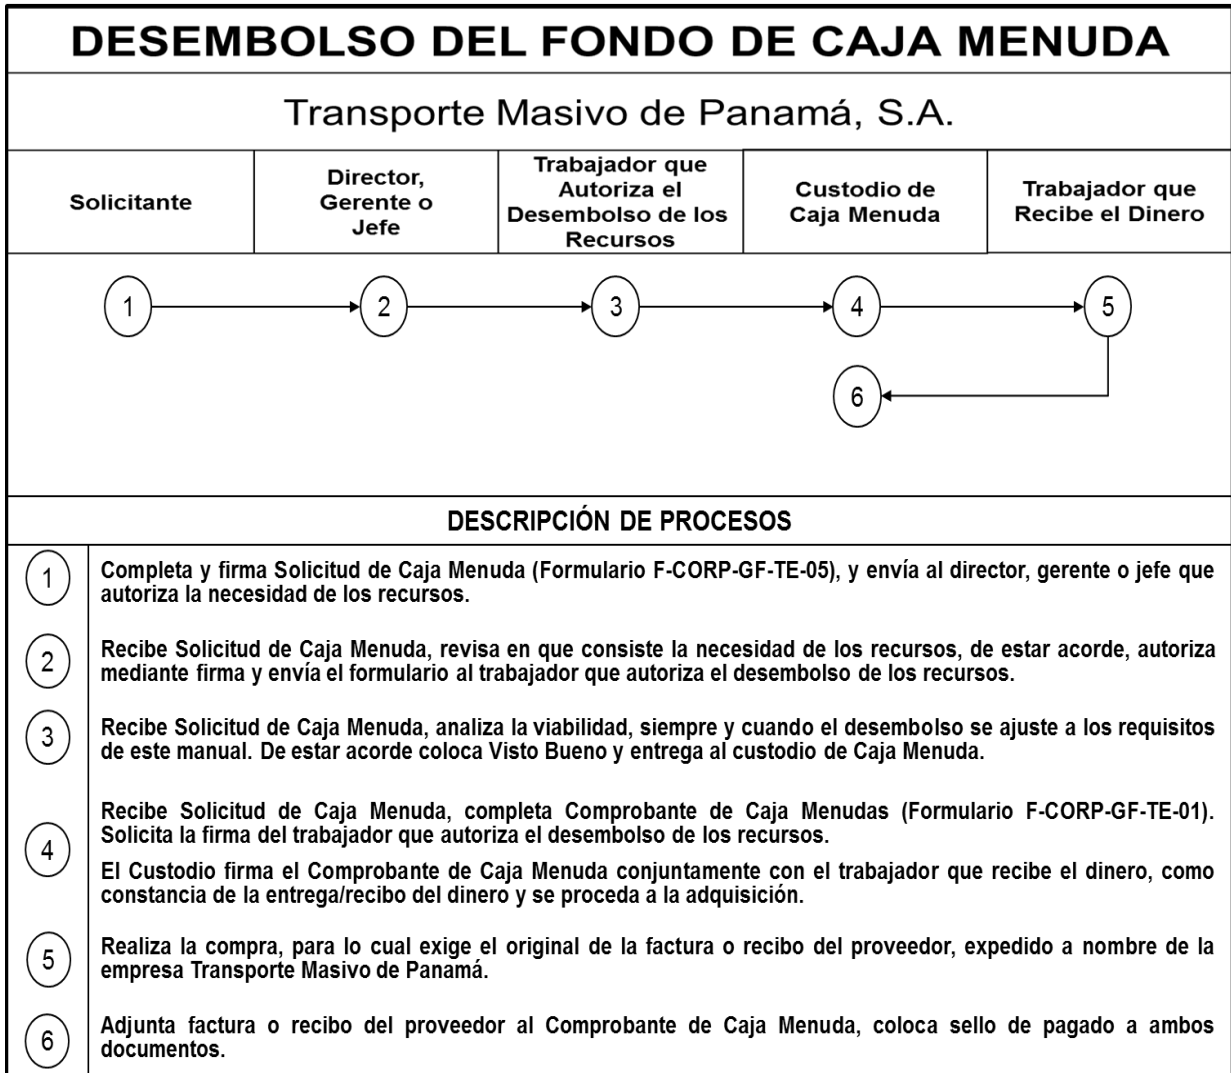 DESEMBOLSO DEL FONDO DE CAJA MENUDA
Transporte Masivo de Panamá, S.A.
Solicitante
Director,
Gerente o
Jefe
Trabajador que
Autoriza el
Desembolso de los
Recursos
Custodio de
Caja Menuda
Trabajador que
Recibe el Dinero
1
2
3
4
5
6
DESCRIPCIÓN DE PROCESOS
1
Completa y firma Solicitud de Caja Menuda (Formulario F-CORP-GF-TE-05), y envía al director, gerente o jefe que
autoriza la necesidad de los recursos.
2
Recibe Solicitud de Caja Menuda, revisa en que consiste la necesidad de los recursos, de estar acorde, autoriza
mediante firma y envía el formulario al trabajador que autoriza el desembolso de los recursos.
3
Recibe Solicitud de Caja Menuda, analiza la viabilidad, siempre y cuando el desembolso se ajuste a los requisitos
de este manual. De estar acorde coloca Visto Bueno y entrega al custodio de Caja Menuda.
4
Recibe Solicitud de Caja Menuda, completa Comprobante de Caja Menudas (Formulario F-CORP-GF-TE-01).
Solicita la firma del trabajador que autoriza el desembolso de los recursos.
El Custodio firma el Comprobante de Caja Menuda conjuntamente con el trabajador que recibe el dinero, como
constancia de la entrega/recibo del dinero y se proceda a la adquisición.
5
Realiza la compra, para lo cual exige el original de la factura o recibo del proveedor, expedido a nombre de la
empresa Transporte Masivo de Panamá.
6
Adjunta factura o recibo del proveedor al Comprobante de Caja Menuda, coloca sello de pagado a ambos
documentos.